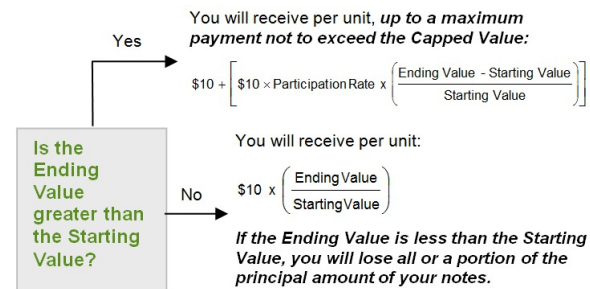 You will receive per unit, up to a maximum
payment not to exceed the Capped Value:
Yes
$10 + [ $10 × Participation Rate x ( Ending Value - Starting Value
Starting Value ) ]
Is the
Ending
Value
greater than
the Starting
Value?
No
You will receive per unit:
$10 x ( Ending Value
Starting Value )
If the Ending Value is less than the Starting
Value, you will lose all or a portion of the
principal amount of your notes.